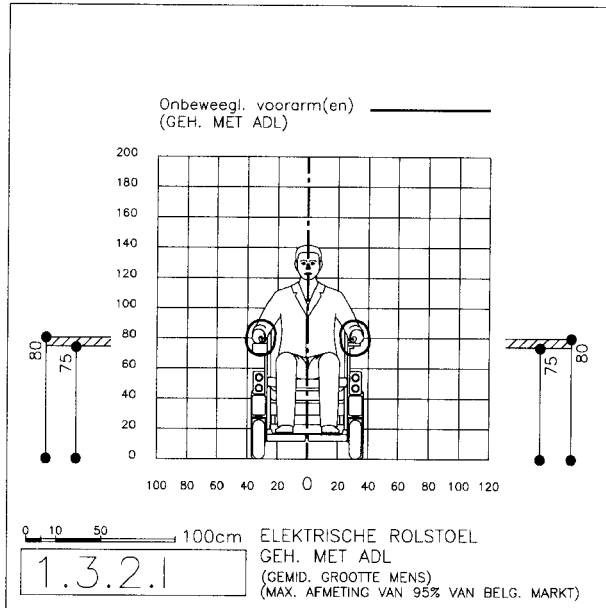 Onbeweegl. voorarm(en)
(GEH. MET ADL)
200
180
160
140
120
100
80
60
40
20
0
80
75
75
80
100 80 60 40 20 0 20 40 60 80 100 120
0 10 50 100cm
ELEKTRISCHE ROLSTOEL
GEH. MET ADL
1.3.2.1
(GEMID. GROOTTE MENS)
(MAX. AFMETING VAN 95% VAN BELG. MARKT)